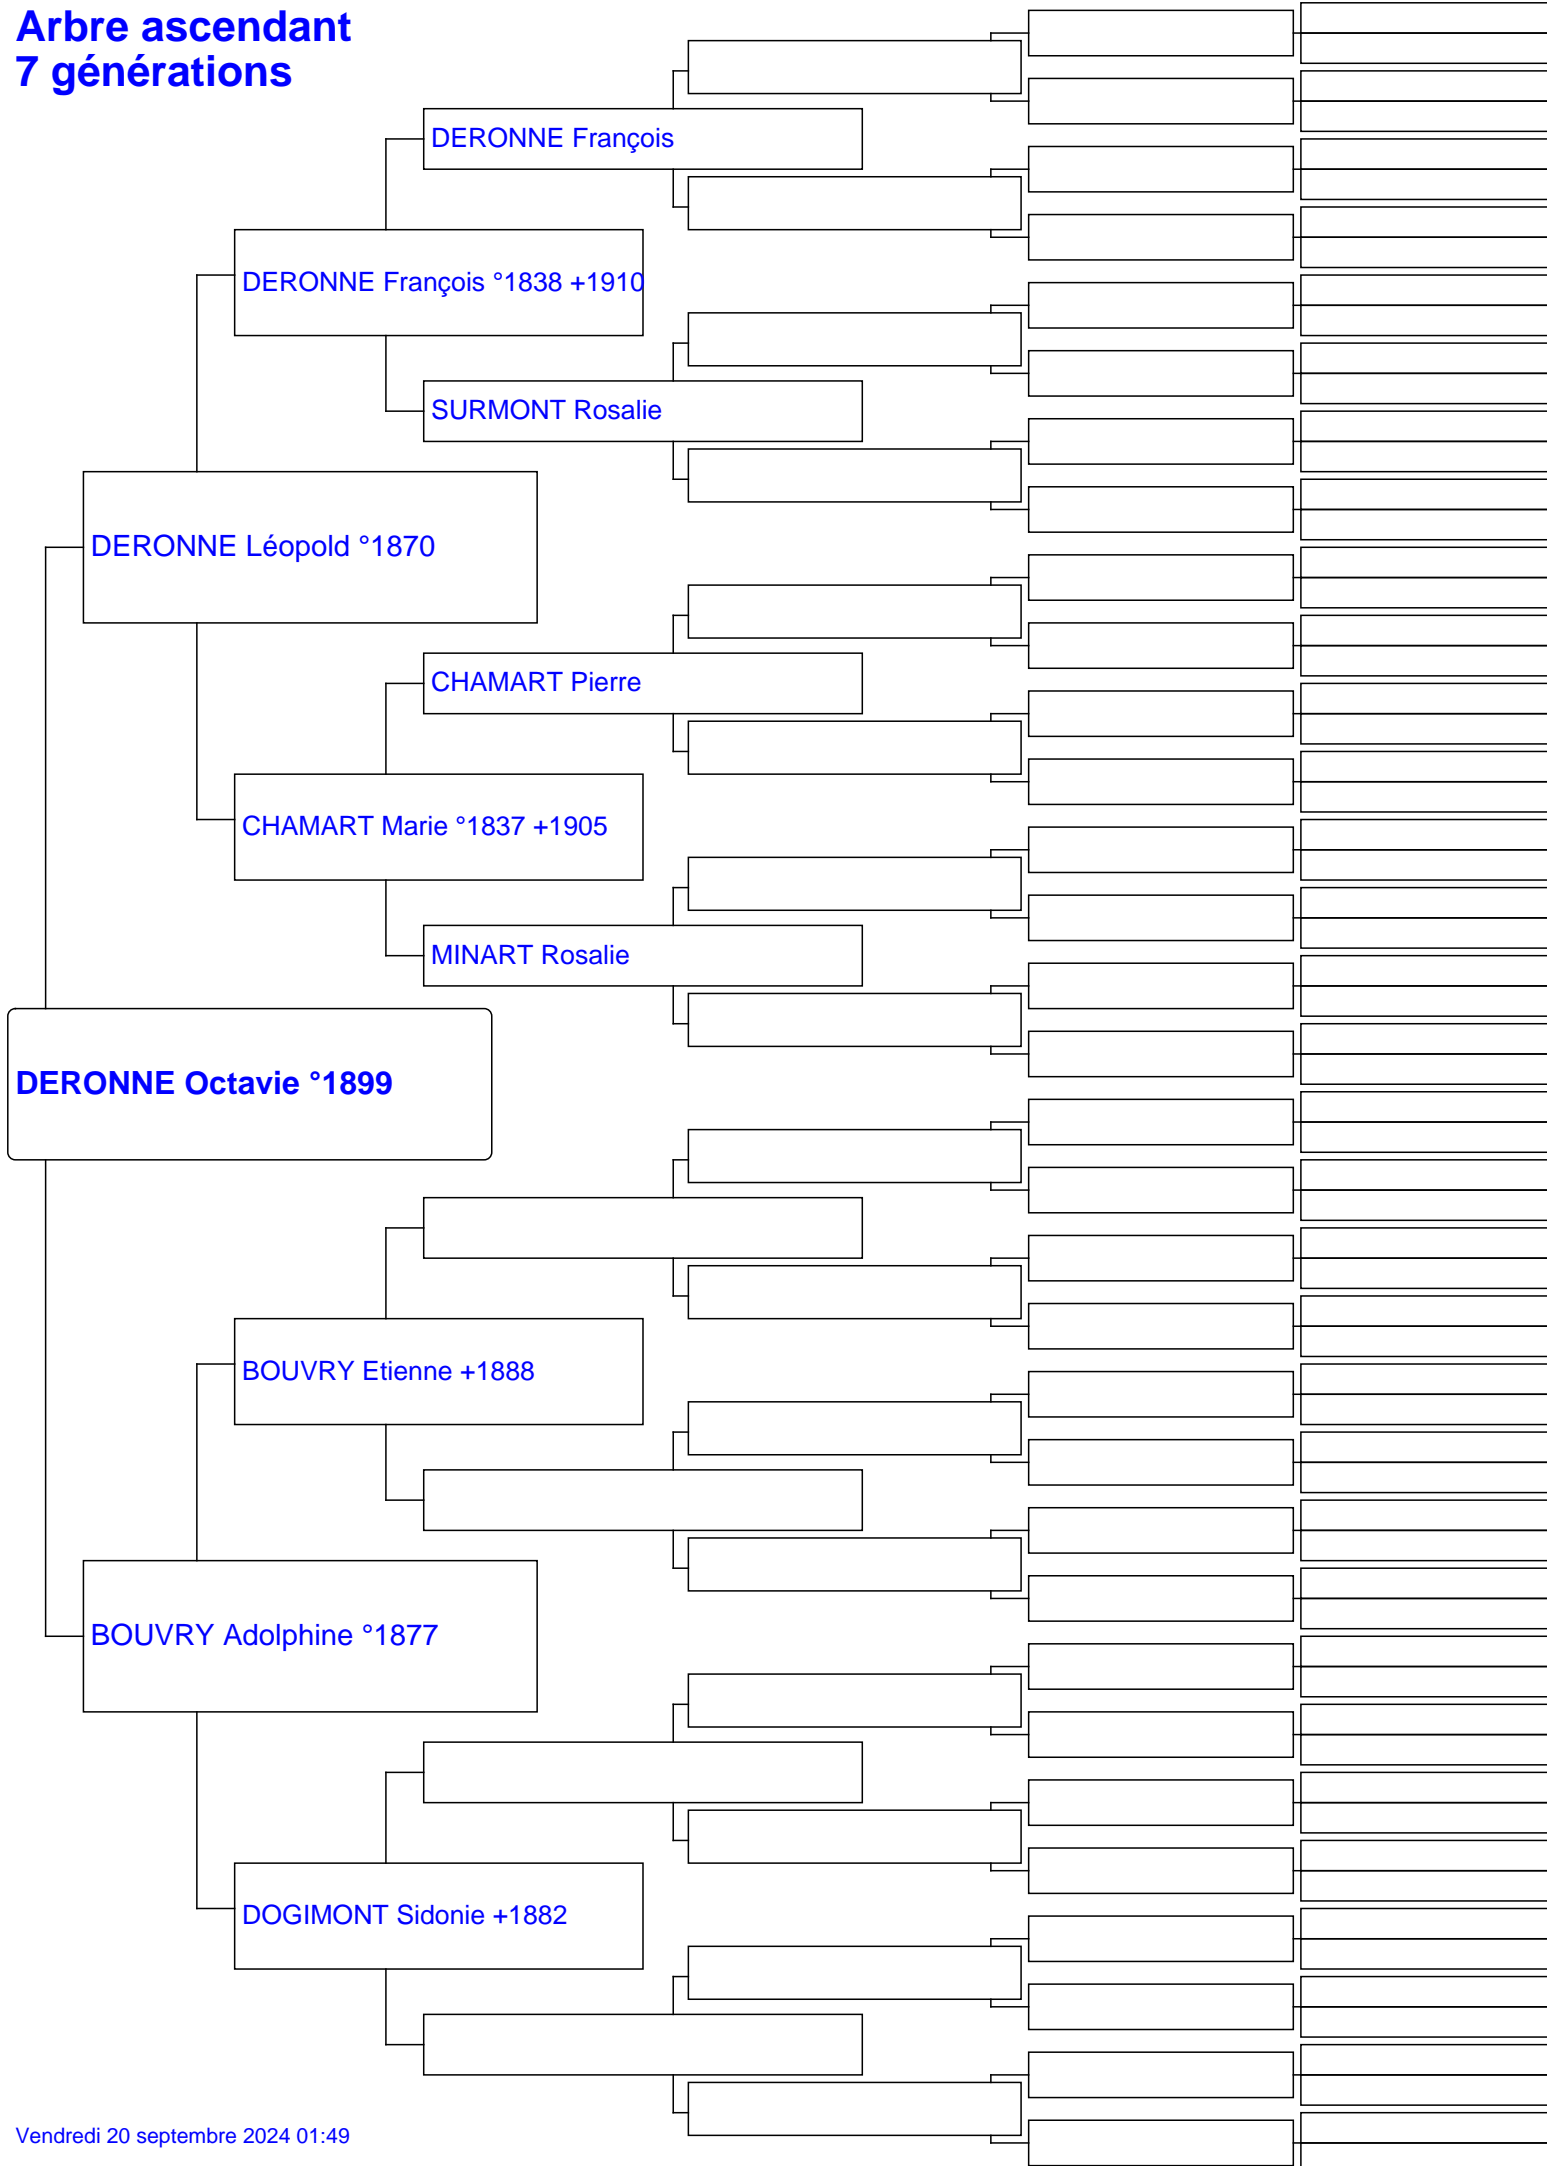 Arbre ascendant
7 générations
DERONNE François
DERONNE François °1838 +1910
SURMONT Rosalie
DERONNE Léopold °1870
CHAMART Pierre
CHAMART Marie °1837 +1905
MINART Rosalie
DERONNE Octavie °1899
BOUVRY Etienne +1888
BOUVRY Adolphine °1877
DOGIMONT Sidonie +1882
Vendredi 20 septembre 2024 01:49